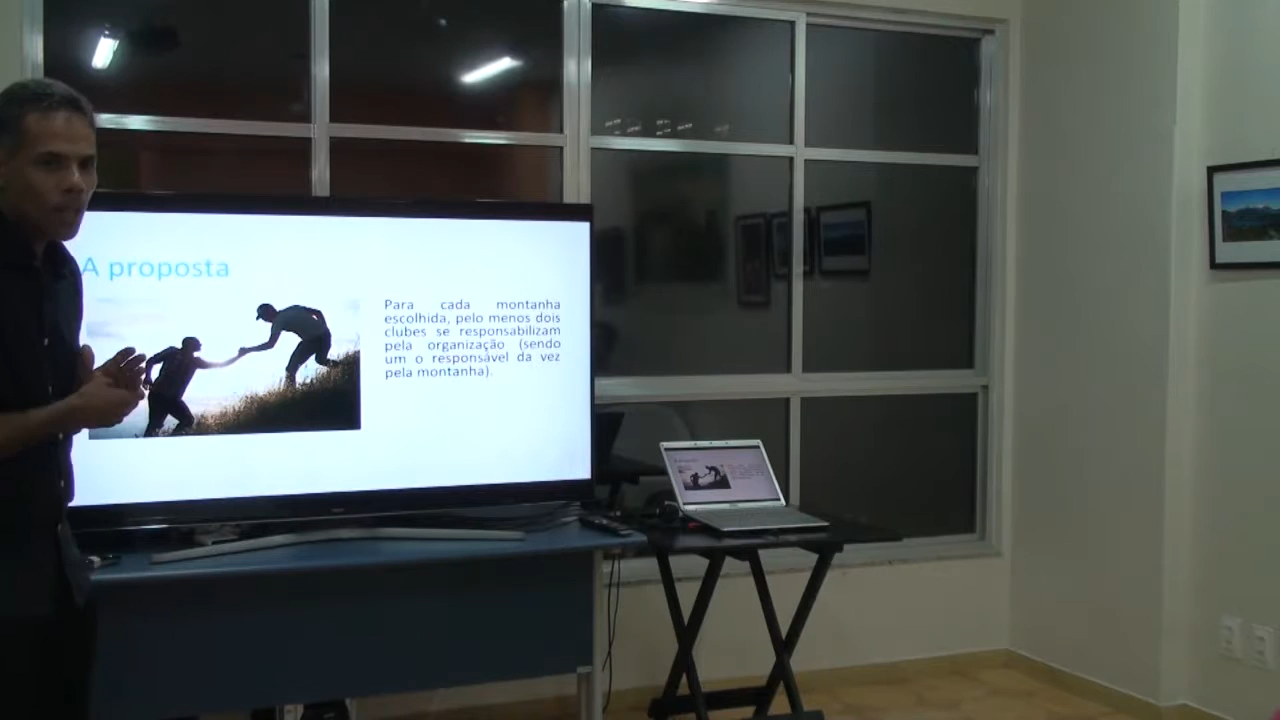 A proposta
Para cada montanha
escolhida, pelo menos dois
clubes se responsabilizam
pela organização (sendo
um o responsável da vez
pela montanha).